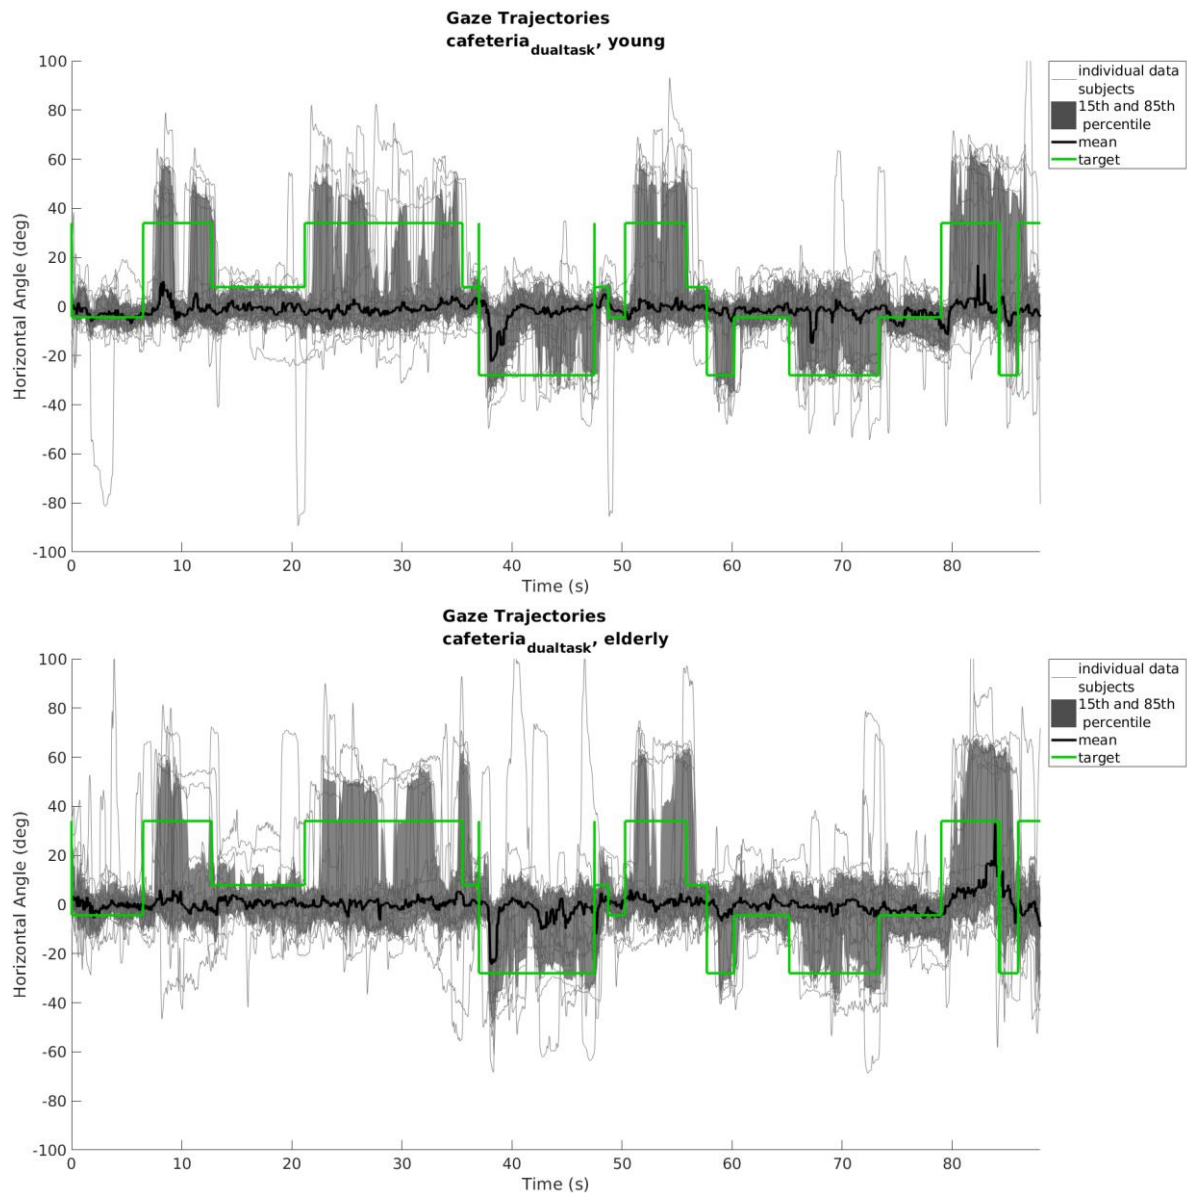 Gaze Trajectories
cafeteria_dualtask, young
100
80
60
40
20
0
-20
-40
-60
-80
-100
Horizontal Angle (deg)
0 10 20 30 40 50 60 70 80
Time (s)
individual data
subjects
15th and 85th
percentile
mean
target
Gaze Trajectories
cafeteria_dualtask, elderly
100
80
60
40
20
0
-20
-40
-60
-80
-100
Horizontal Angle (deg)
0 10 20 30 40 50 60 70 80
Time (s)
individual data
subjects
15th and 85th
percentile
mean
target